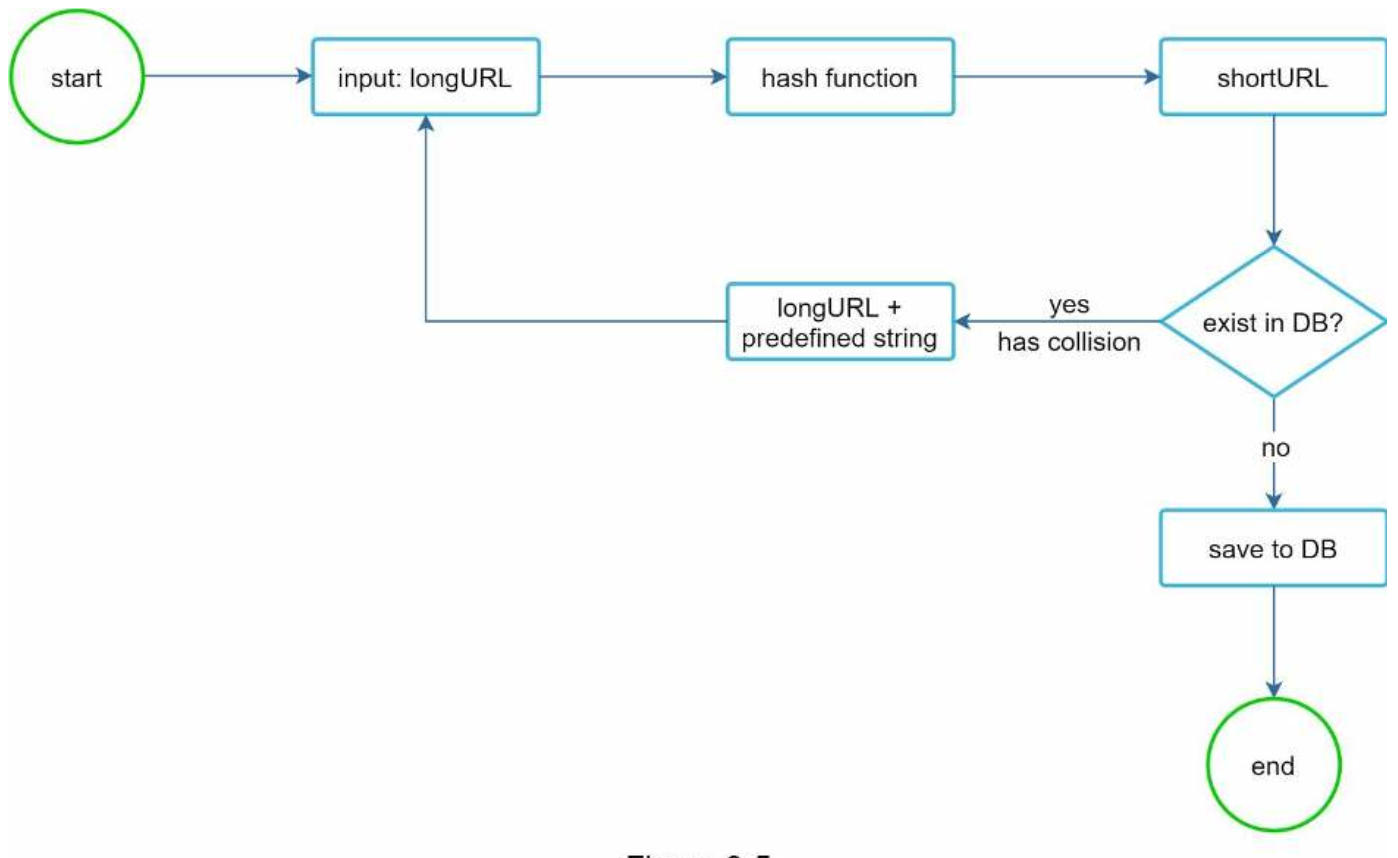 start
input: longURL
hash function
shortURL
exist in DB?
yes
has collision
longURL +
predefined string
no
save to DB
end